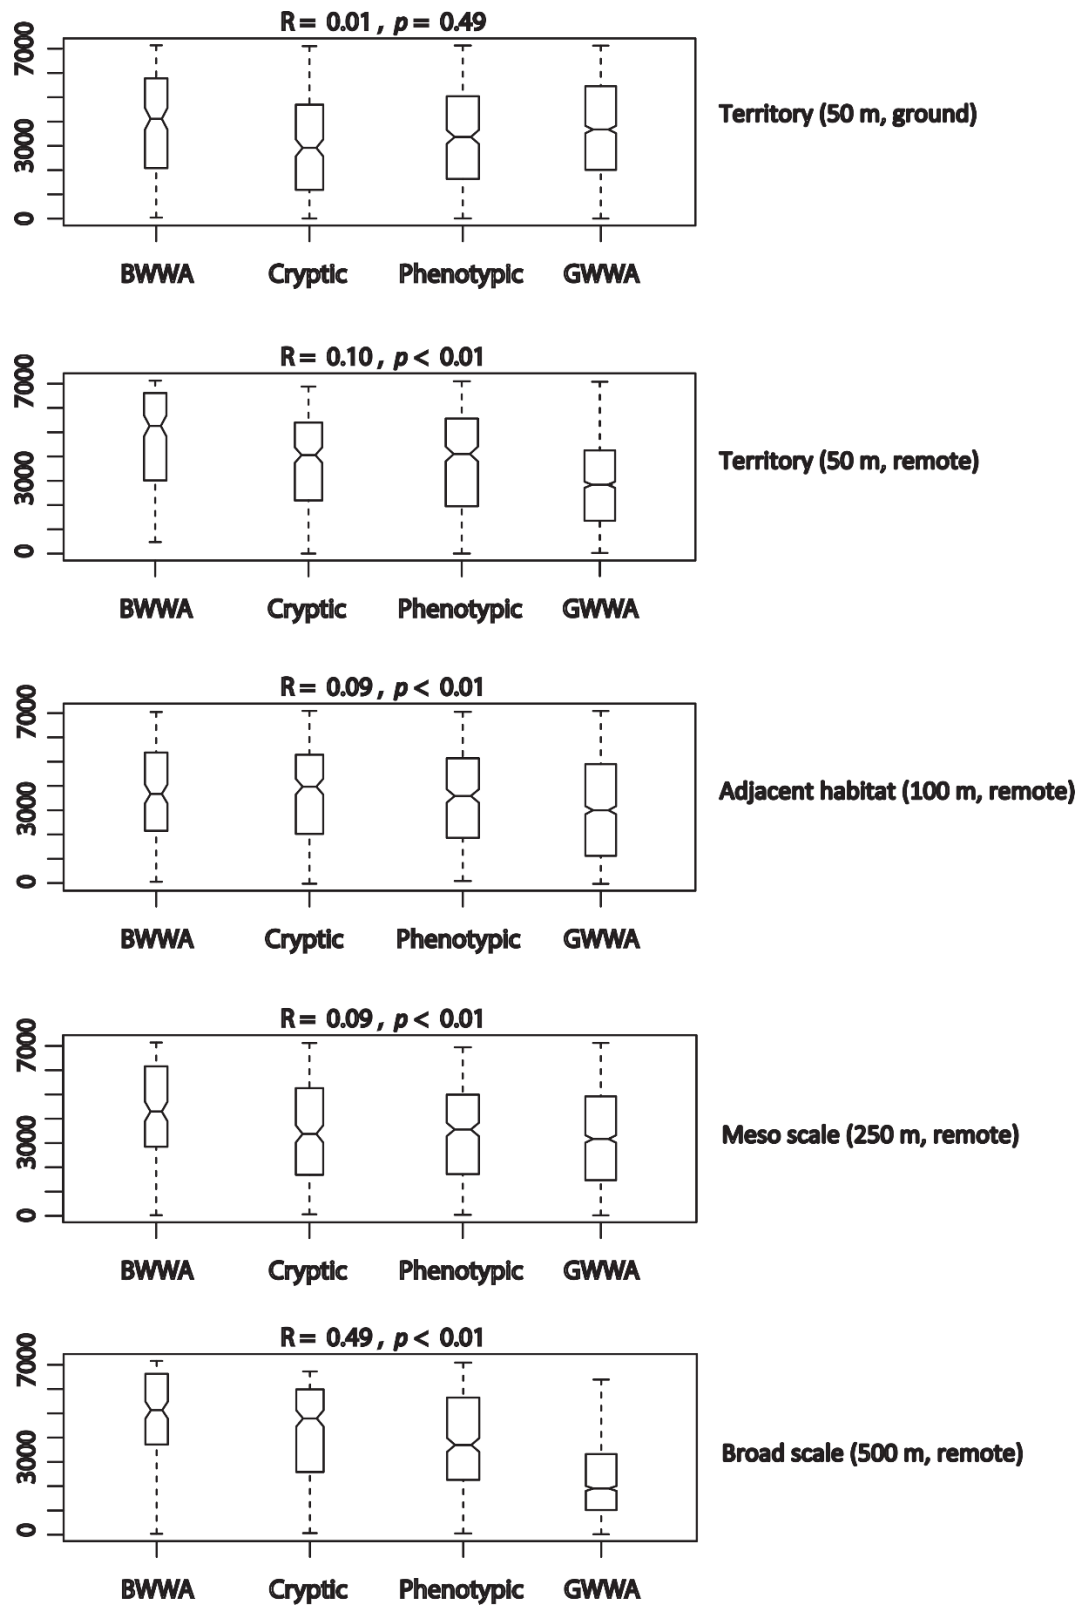 R = 0.01 , p = 0.49
7000
3000
0
Territory (50 m, ground)
BWWA Cryptic Phenotypic GWWA
R = 0.10 , p < 0.01
7000
3000
0
Territory (50 m, remote)
BWWA Cryptic Phenotypic GWWA
R = 0.09 , p < 0.01
7000
3000
0
Adjacent habitat (100 m, remote)
BWWA Cryptic Phenotypic GWWA
R = 0.09 , p < 0.01
7000
3000
0
Meso scale (250 m, remote)
BWWA Cryptic Phenotypic GWWA
R = 0.49 , p < 0.01
7000
3000
0
Broad scale (500 m, remote)
BWWA Cryptic Phenotypic GWWA